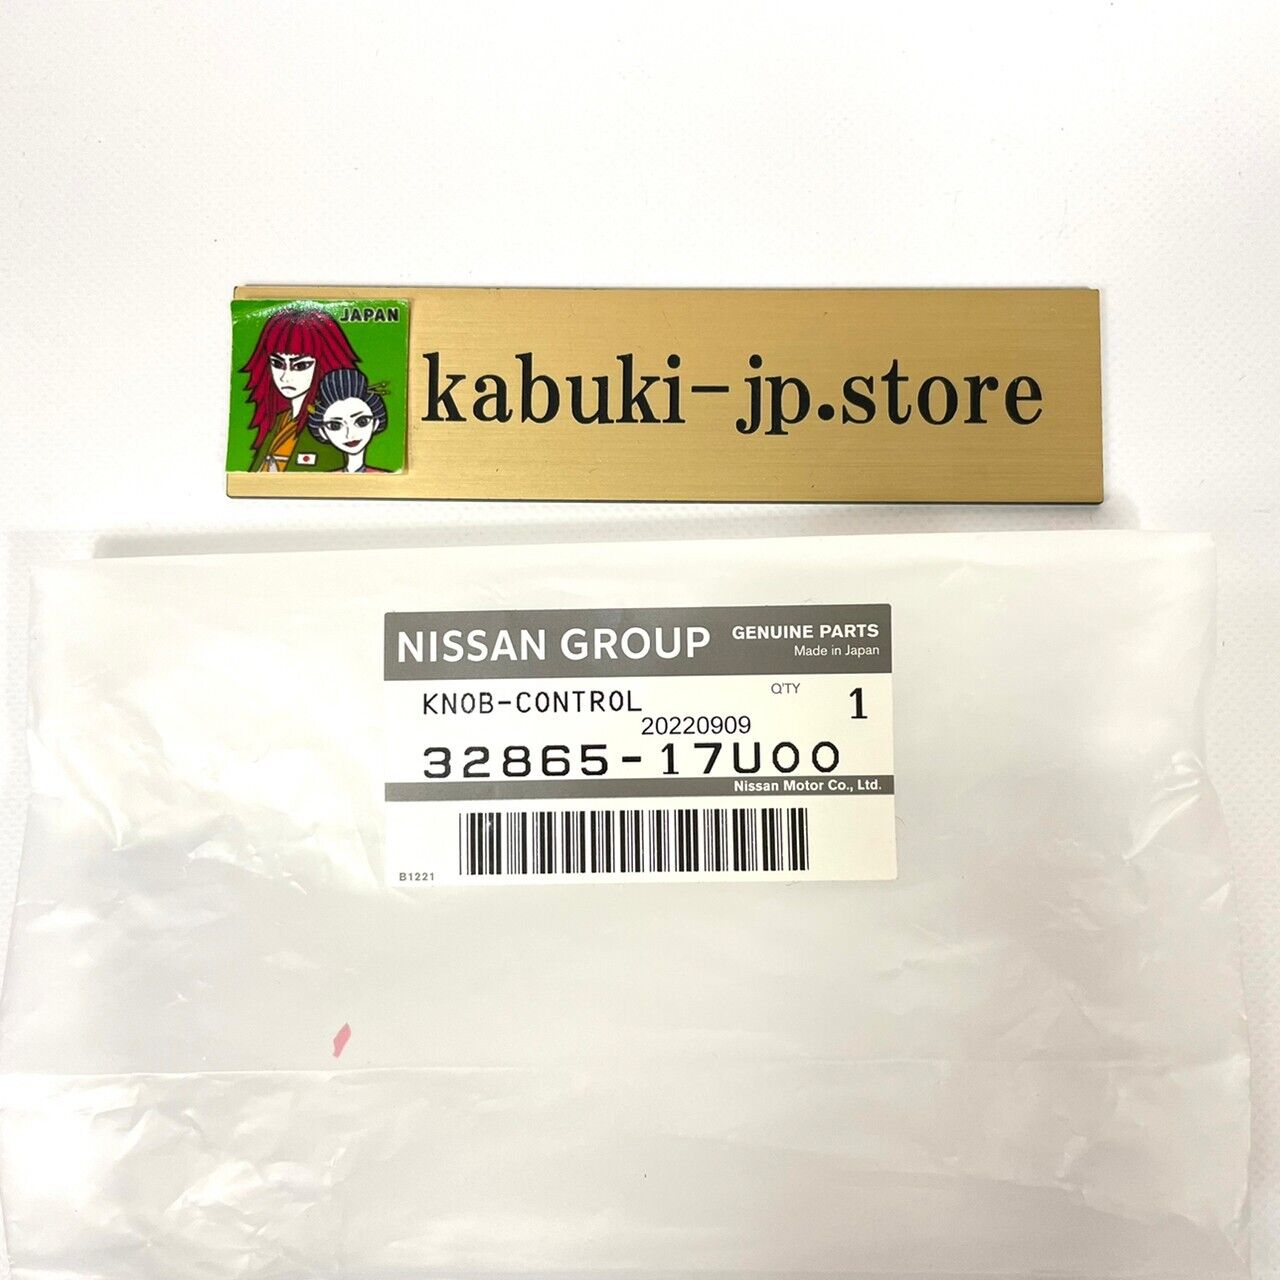 JAPAN
kabuki-jp.store
NISSAN GROUP GENUINE PARTS
Made in Japan
KNOB-CONTROL Q'TY 1
20220909
32865-17U00
Nissan Motor Co., Ltd.
B1221